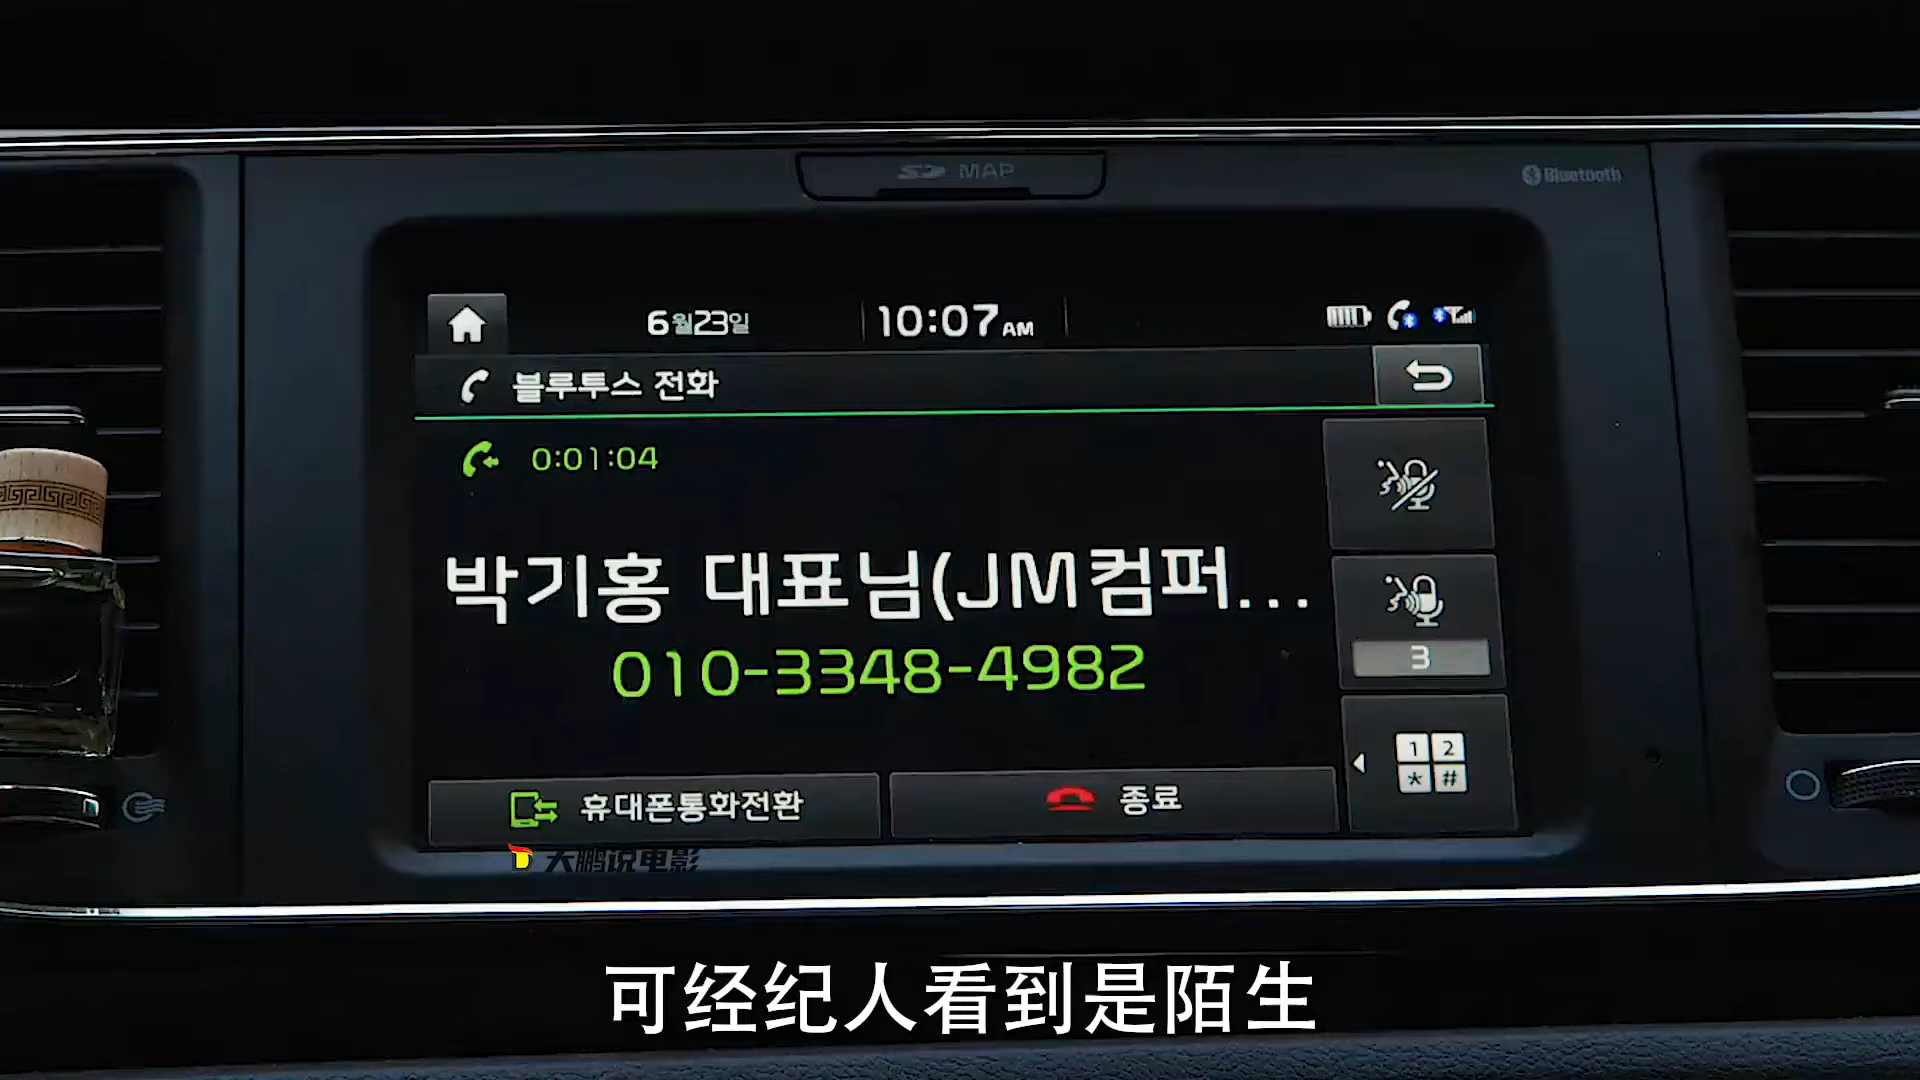 SD MAP
Bluetooth
6월23일
10:07AM
블루투스 전화
0:01:04
박기홍 대표님(JM컴퍼...
010-3348-4982
3
1 2
* #
휴대폰통화전환
종료
大鹏说电影
可经纪人看到是陌生